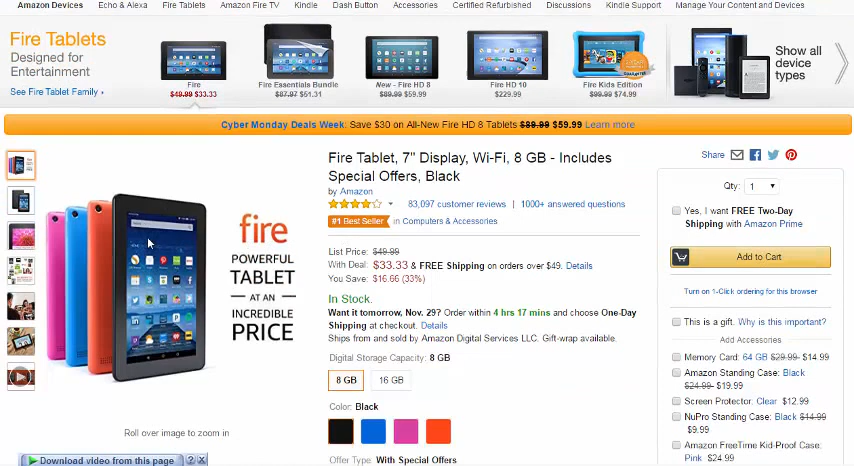 Amazon Devices Echo & Alexa Fire Tablets Amazon Fire TV Kindle Dash Button Accessories Certified Refurbished Discussions Kindle Support Manage Your Content and Devices
Fire Tablets
Designed for
Entertainment
See Fire Tablet Family ›
Fire
$49.99 $33.33
Fire Essentials Bundle
$87.97 $51.31
New - Fire HD 8
$89.99 $59.99
Fire HD 10
$229.99
Fire Kids Edition
$99.99 $74.99
Show all
device
types
Cyber Monday Deals Week: Save $30 on All-New Fire HD 8 Tablets $89.99 $59.99 Learn more
fire
POWERFUL
TABLET
AT AN
INCREDIBLE
PRICE
Roll over image to zoom in
Download video from this page ? X
Fire Tablet, 7" Display, Wi-Fi, 8 GB - Includes
Special Offers, Black
by Amazon
83,097 customer reviews | 1000+ answered questions
#1 Best Seller in Computers & Accessories
List Price: $49.99
With Deal: $33.33 & FREE Shipping on orders over $49. Details
You Save: $16.66 (33%)
In Stock.
Want it tomorrow, Nov. 29? Order within 4 hrs 17 mins and choose One-Day
Shipping at checkout. Details
Ships from and sold by Amazon Digital Services LLC. Gift-wrap available.
Digital Storage Capacity: 8 GB
8 GB 16 GB
Color: Black
Offer Type: With Special Offers
Share
Qty: 1
Yes, I want FREE Two-Day
Shipping with Amazon Prime
Add to Cart
Turn on 1-Click ordering for this browser
This is a gift. Why is this important?
Add Accessories
Memory Card: 64 GB $29.99 $14.99
Amazon Standing Case: Black
$24.99 $19.99
Screen Protector: Clear $12.99
NuPro Standing Case: Black $14.99
$9.99
Amazon FreeTime Kid-Proof Case:
Pink $24.99